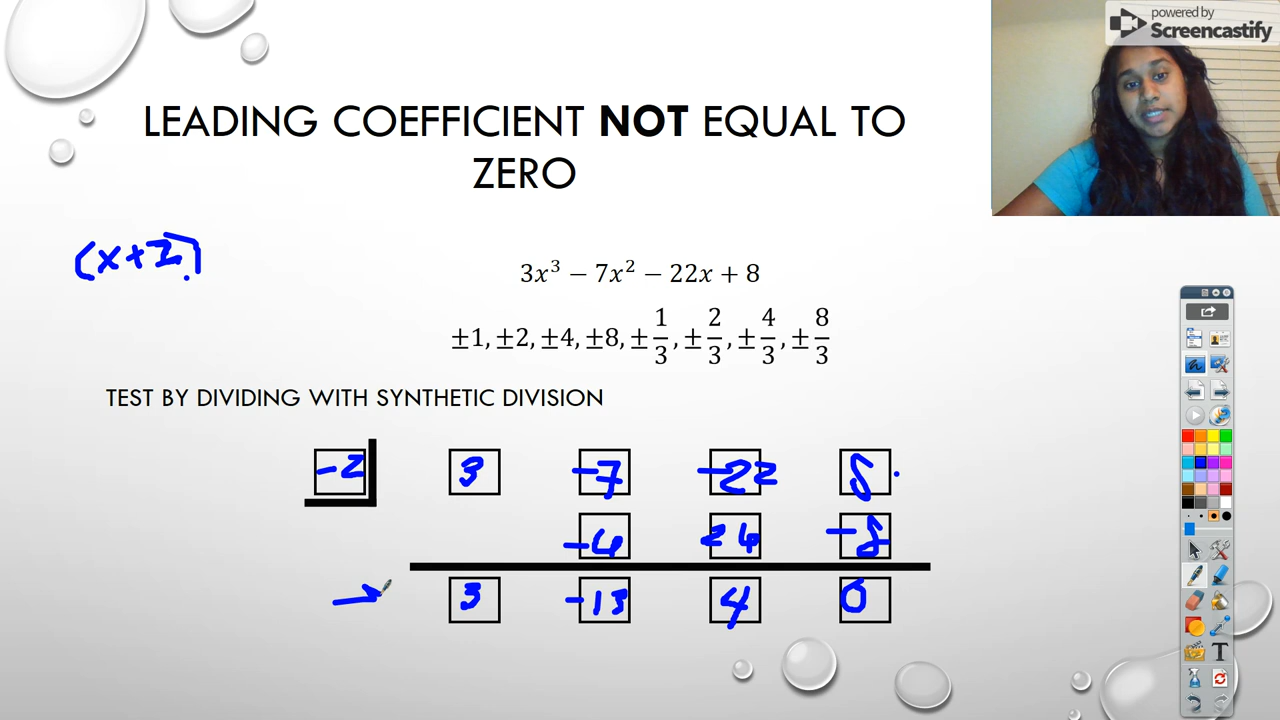 powered by
Screencastify
LEADING COEFFICIENT NOT EQUAL TO
ZERO
(x+2)
3x³ − 7x² − 22x + 8
±1, ±2, ±4, ±8, ±1/3, ±2/3, ±4/3, ±8/3
TEST BY DIVIDING WITH SYNTHETIC DIVISION
-2 3 -7 -22 8
-6 26 -8
3 -13 4 0
T